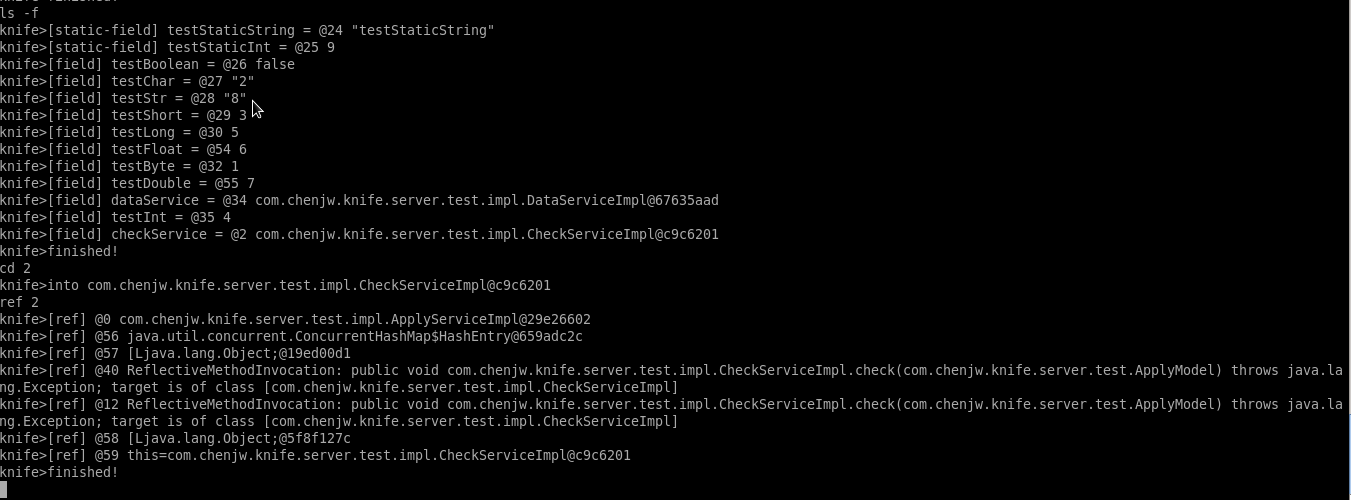 ls -f
knife>[static-field] testStaticString = @24 "testStaticString"
knife>[static-field] testStaticInt = @25 9
knife>[field] testBoolean = @26 false
knife>[field] testChar = @27 "2"
knife>[field] testStr = @28 "8"
knife>[field] testShort = @29 3
knife>[field] testLong = @30 5
knife>[field] testFloat = @54 6
knife>[field] testByte = @32 1
knife>[field] testDouble = @55 7
knife>[field] dataService = @34 com.chenjw.knife.server.test.impl.DataServiceImpl@67635aad
knife>[field] testInt = @35 4
knife>[field] checkService = @2 com.chenjw.knife.server.test.impl.CheckServiceImpl@c9c6201
knife>finished!
cd 2
knife>into com.chenjw.knife.server.test.impl.CheckServiceImpl@c9c6201
ref 2
knife>[ref] @0 com.chenjw.knife.server.test.impl.ApplyServiceImpl@29e26602
knife>[ref] @56 java.util.concurrent.ConcurrentHashMap$HashEntry@659adc2c
knife>[ref] @57 [Ljava.lang.Object;@19ed00d1
knife>[ref] @40 ReflectiveMethodInvocation: public void com.chenjw.knife.server.test.impl.CheckServiceImpl.check(com.chenjw.knife.server.test.ApplyModel) throws java.la
ng.Exception; target is of class [com.chenjw.knife.server.test.impl.CheckServiceImpl]
knife>[ref] @12 ReflectiveMethodInvocation: public void com.chenjw.knife.server.test.impl.CheckServiceImpl.check(com.chenjw.knife.server.test.ApplyModel) throws java.la
ng.Exception; target is of class [com.chenjw.knife.server.test.impl.CheckServiceImpl]
knife>[ref] @58 [Ljava.lang.Object;@5f8f127c
knife>[ref] @59 this=com.chenjw.knife.server.test.impl.CheckServiceImpl@c9c6201
knife>finished!